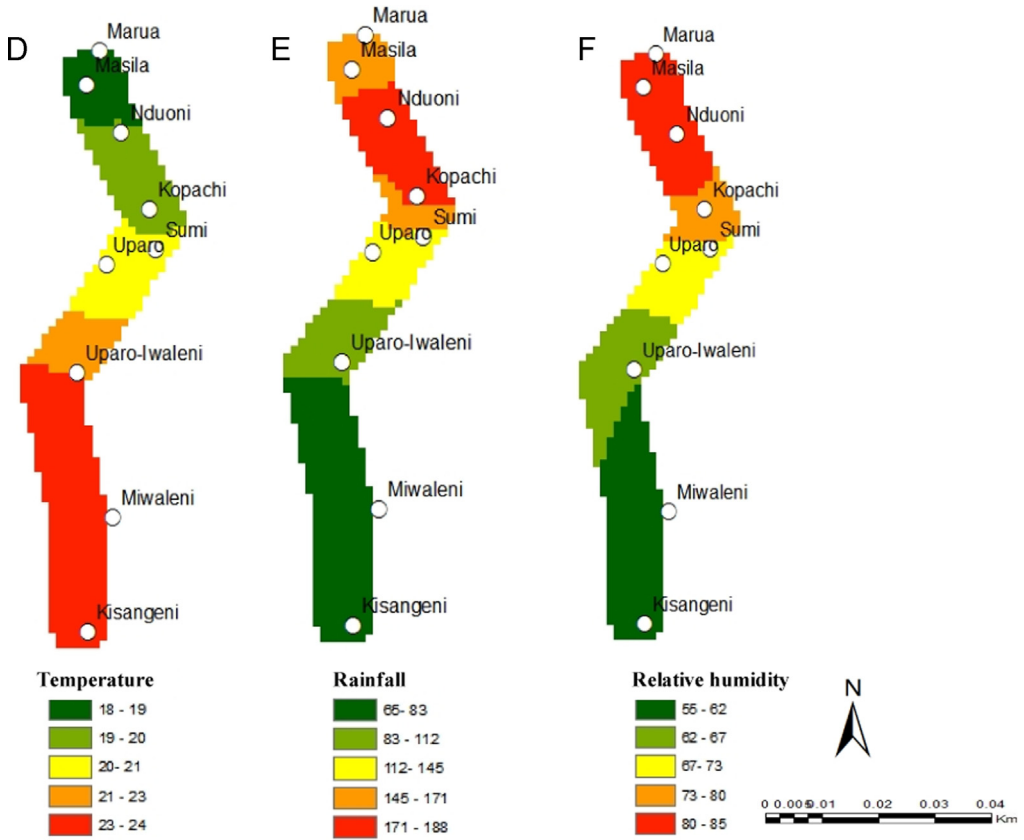 D
Marua
Masila
Nduoni
Kopachi
Sumi
Uparo
Uparo-Iwaleni
Miwaleni
Kisangeni
Temperature
18 - 19
19 - 20
20- 21
21 - 23
23 - 24
E
Marua
Masila
Nduoni
Kopachi
Sumi
Uparo
Uparo-Iwaleni
Miwaleni
Kisangeni
Rainfall
65- 83
83 - 112
112- 145
145 - 171
171 - 188
F
Marua
Masila
Nduoni
Kopachi
Sumi
Uparo
Uparo-Iwaleni
Miwaleni
Kisangeni
Relative humidity
55 - 62
62 - 67
67- 73
73 - 80
80 - 85
N
0 0.005 0.01 0.02 0.03 0.04
Km